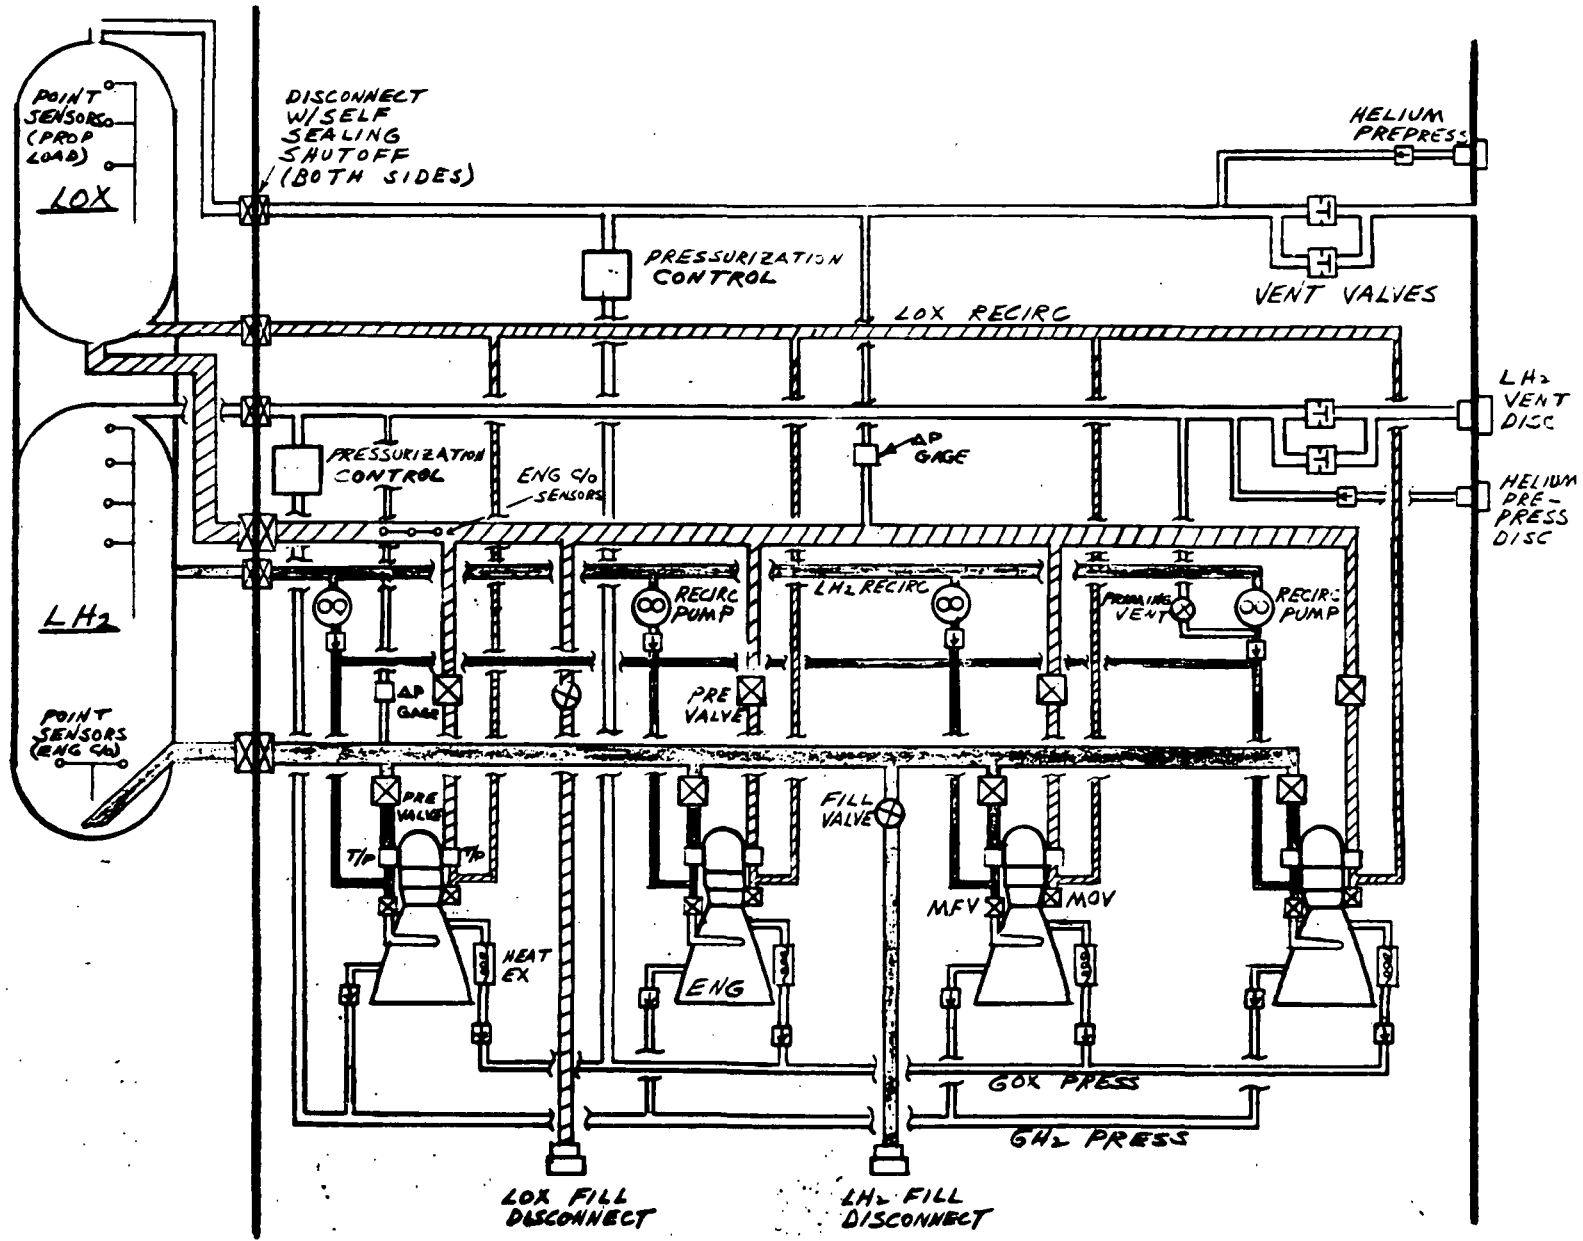 POINT
SENSORS
(PROP
LOAD)
LOX
DISCONNECT
W/SELF
SEALING
SHUTOFF
(BOTH SIDES)
HELIUM
PREPRESS
PRESSURIZATION
CONTROL
VENT VALVES
LOX RECIRC
LH2
VENT
DISC
PRESSURIZATION
CONTROL
ENG C/O
SENSORS
ΔP
GAGE
HELIUM
PRE-
PRESS
DISC
LH2
RECIRC
PUMP
LH2 RECIRC
PRIMING
VENT
RECIRC
PUMP
ΔP
GAGE
PRE
VALVE
POINT
SENSORS
(ENG C/O)
PRE
VALVE
FILL
VALVE
T/P
T/P
MFV
MOV
HEAT
EX
ENG
GOX PRESS
GH2 PRESS
LOX FILL
DISCONNECT
LH2 FILL
DISCONNECT